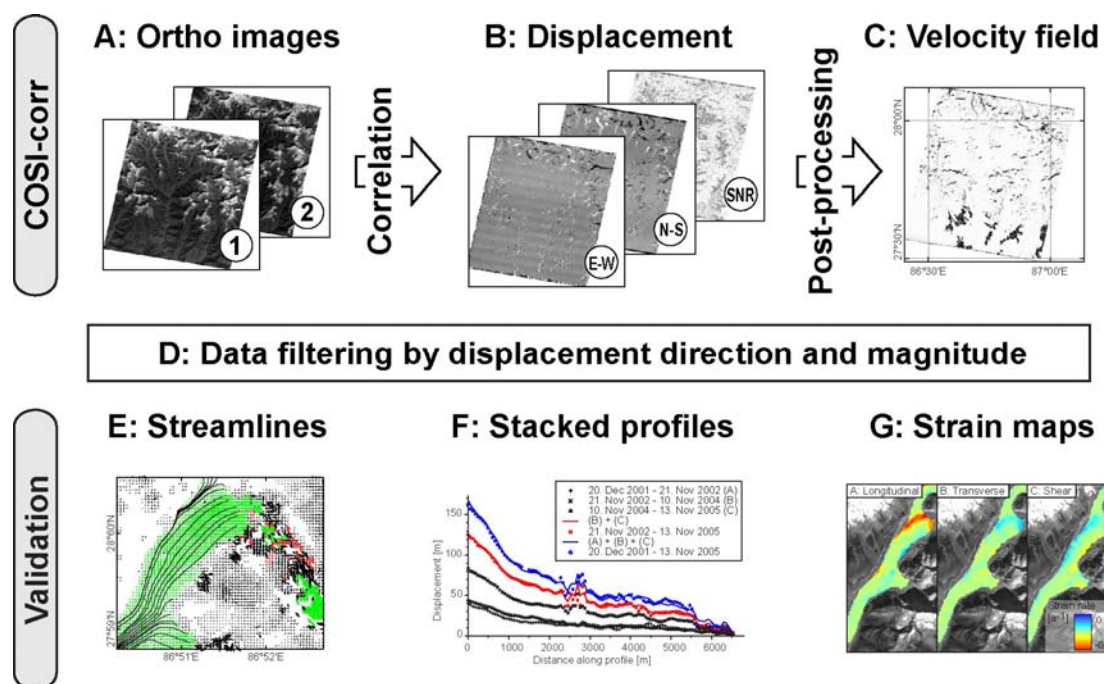 COSI-corr
A: Ortho images
1
2
Correlation
B: Displacement
E-W
N-S
SNR
Post-processing
C: Velocity field
28°00'N
27°30'N
86°30'E
87°00'E
D: Data filtering by displacement direction and magnitude
Validation
E: Streamlines
27°59'N
86°51'E
86°52'E
F: Stacked profiles
20. Dec 2001 - 21. Nov 2002 (A)
21. Nov 2002 - 10. Nov 2004 (B)
10. Nov 2004 - 13. Nov 2005 (C)
(B) + (C)
21. Nov 2002 - 13. Nov 2005
(A) + (B) + (C)
20. Dec 2001 - 13. Nov 2005
Displacement [m]
150
100
50
0
0
1000
2000
3000
4000
5000
6000
Distance along profile [m]
G: Strain maps
A: Longitudinal
B: Transverse
C: Shear
Strain rate
[a⁻¹]